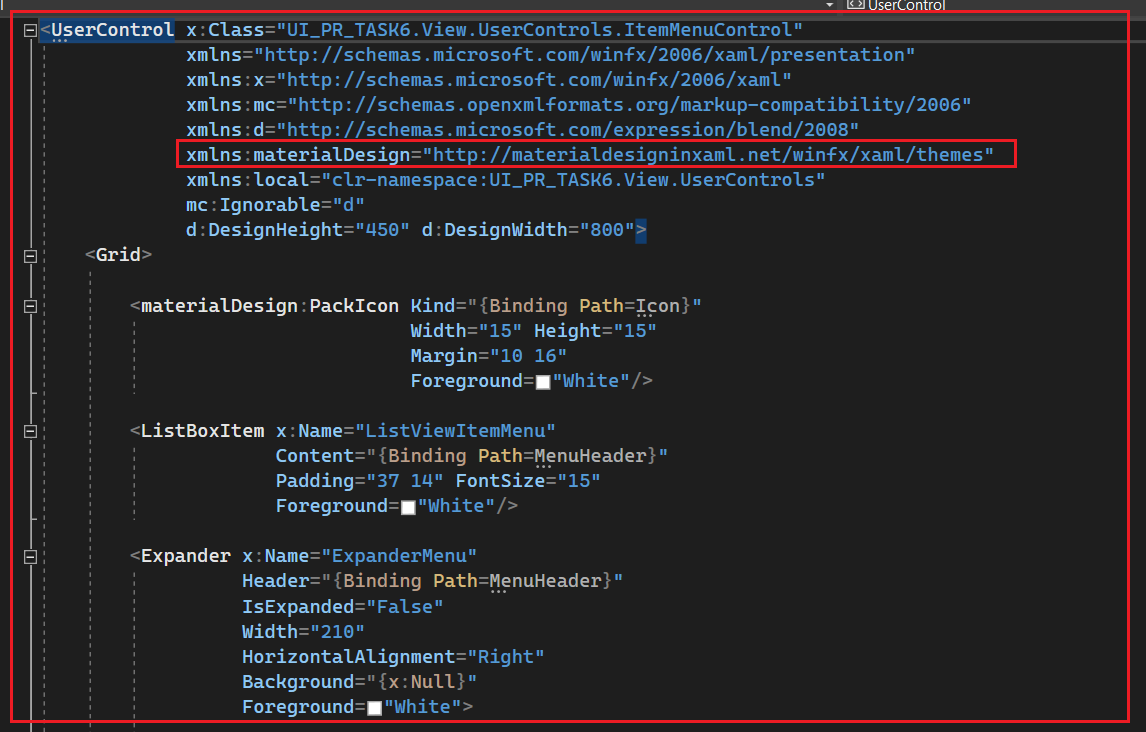 UserControl
<UserControl x:Class="UI_PR_TASK6.View.UserControls.ItemMenuControl"
xmlns="http://schemas.microsoft.com/winfx/2006/xaml/presentation"
xmlns:x="http://schemas.microsoft.com/winfx/2006/xaml"
xmlns:mc="http://schemas.openxmlformats.org/markup-compatibility/2006"
xmlns:d="http://schemas.microsoft.com/expression/blend/2008"
xmlns:materialDesign="http://materialdesigninxaml.net/winfx/xaml/themes"
xmlns:local="clr-namespace:UI_PR_TASK6.View.UserControls"
mc:Ignorable="d"
d:DesignHeight="450" d:DesignWidth="800">
<Grid>
<materialDesign:PackIcon Kind="{Binding Path=Icon}"
Width="15" Height="15"
Margin="10 16"
Foreground="White"/>
<ListBoxItem x:Name="ListViewItemMenu"
Content="{Binding Path=MenuHeader}"
Padding="37 14" FontSize="15"
Foreground="White"/>
<Expander x:Name="ExpanderMenu"
Header="{Binding Path=MenuHeader}"
IsExpanded="False"
Width="210"
HorizontalAlignment="Right"
Background="{x:Null}"
Foreground="White">